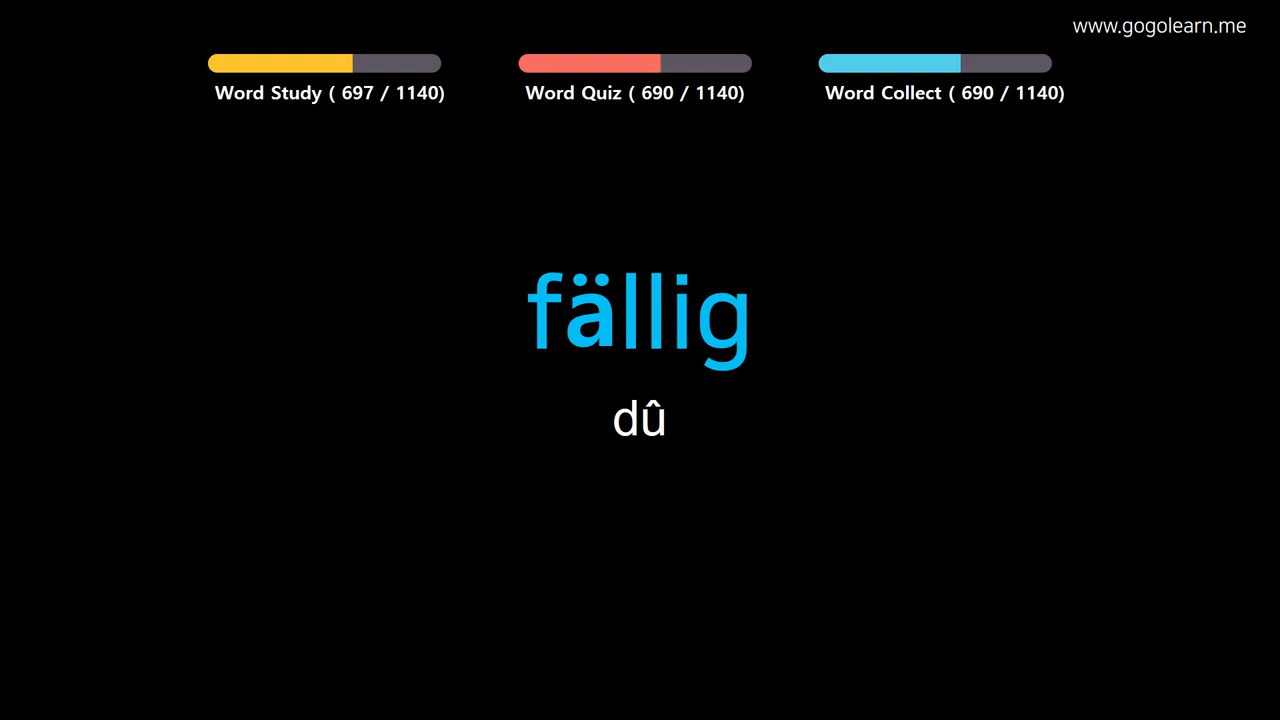 www.gogolearn.me
Word Study ( 697 / 1140)
Word Quiz ( 690 / 1140)
Word Collect ( 690 / 1140)
fällig
dû